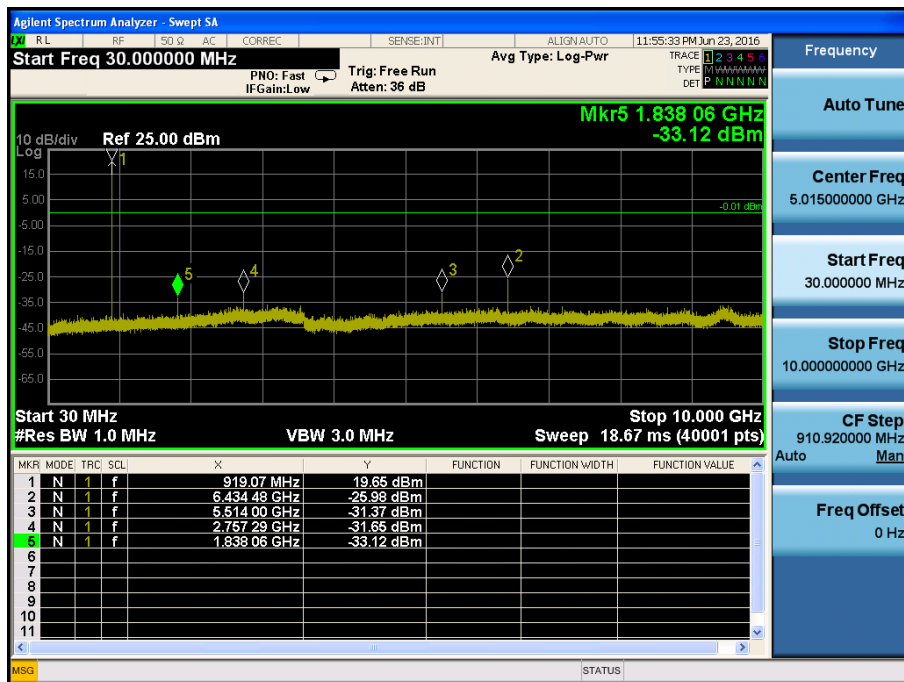 Agilent Spectrum Analyzer - Swept SA
LXI RL RF 50 Ω AC CORREC SENSE:INT ALIGN AUTO 11:55:33 PM Jun 23, 2016
Start Freq 30.000000 MHz
PNO: Fast
IFGain:Low
Trig: Free Run
Atten: 36 dB
Avg Type: Log-Pwr
TRACE 1 2 3 4 5 6
TYPE M
DET P N N N N N
Frequency
Auto Tune
Center Freq
5.015000000 GHz
Start Freq
30.000000 MHz
Stop Freq
10.000000000 GHz
CF Step
910.920000 MHz
Auto Man
Freq Offset
0 Hz
Mkr5 1.838 06 GHz
-33.12 dBm
10 dB/div Ref 25.00 dBm
Log
1
15.0
5.00
-0.01 dBm
-5.00
-15.0
2
3
4
5
-25.0
-35.0
-45.0
-55.0
-65.0
Start 30 MHz Stop 10.000 GHz
#Res BW 1.0 MHz VBW 3.0 MHz Sweep 18.67 ms (40001 pts)
MKR MODE TRC SCL X Y FUNCTION FUNCTION WIDTH FUNCTION VALUE
1 N 1 f 919.07 MHz 19.65 dBm
2 N 1 f 6.434 48 GHz -25.98 dBm
3 N 1 f 5.514 00 GHz -31.37 dBm
4 N 1 f 2.757 29 GHz -31.65 dBm
5 N 1 f 1.838 06 GHz -33.12 dBm
6
7
8
9
10
11
MSG STATUS